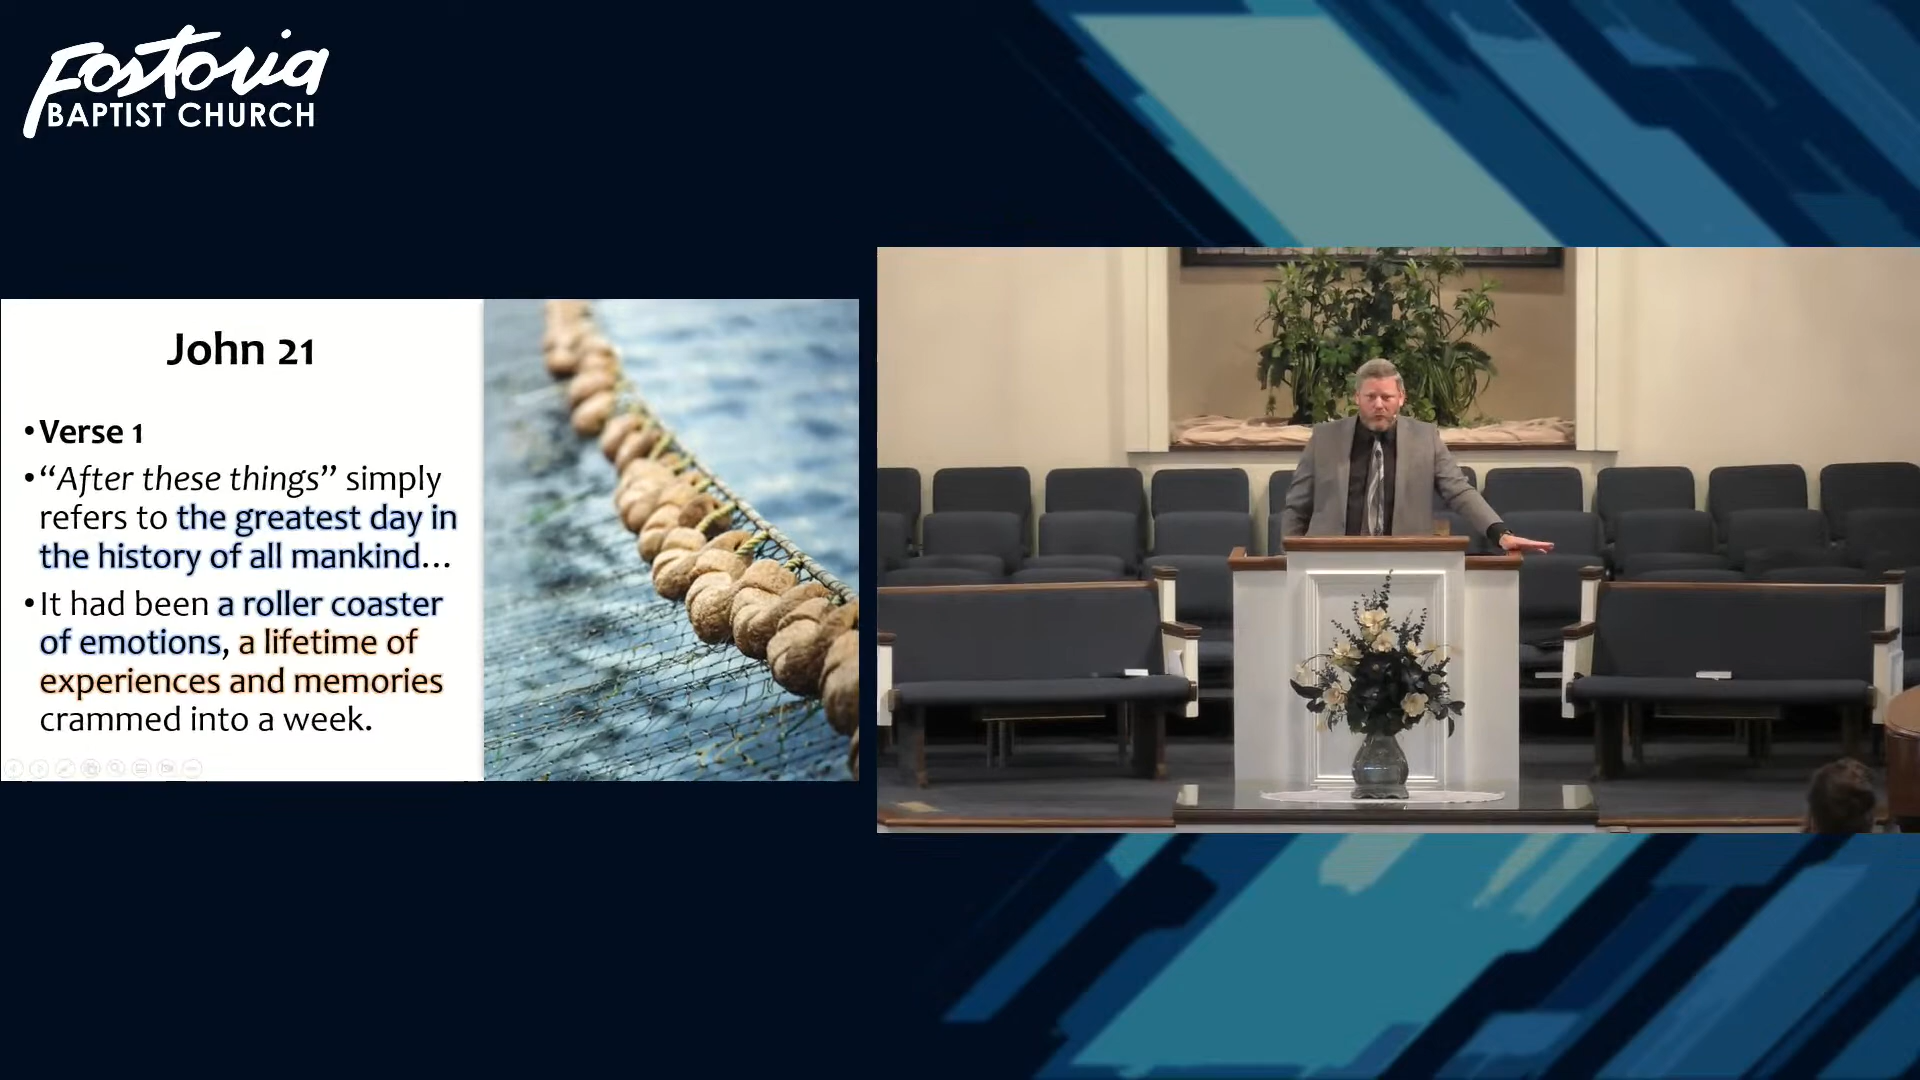 Fostoria
BAPTIST CHURCH
John 21
•Verse 1
•“After these things” simply
refers to the greatest day in
the history of all mankind…
•It had been a roller coaster
of emotions, a lifetime of
experiences and memories
crammed into a week.